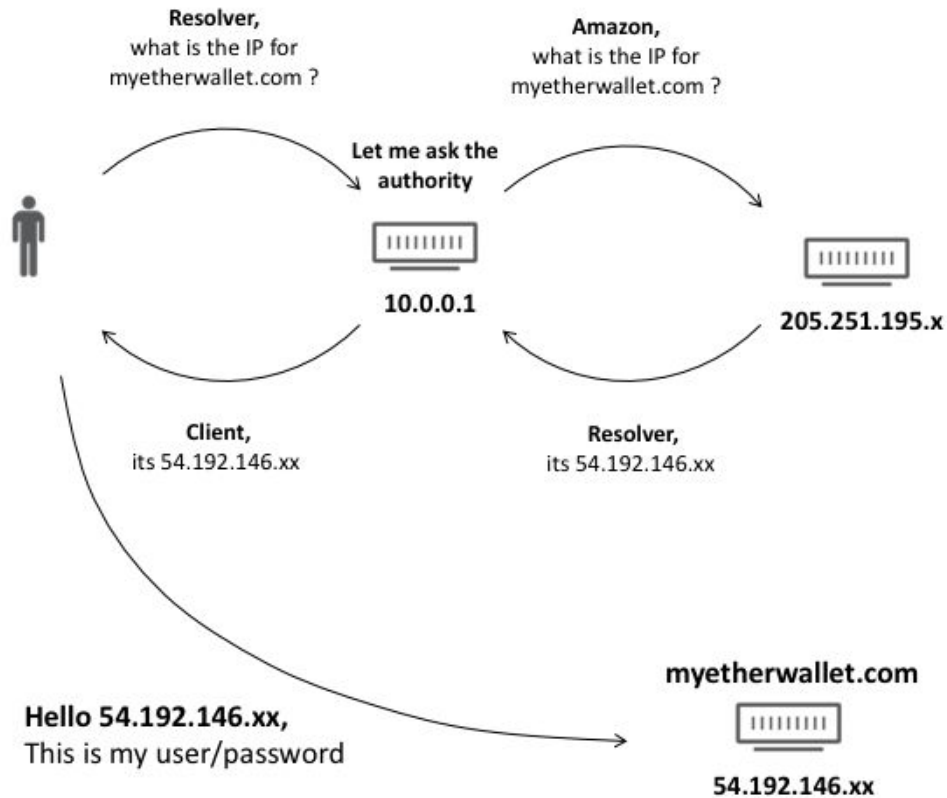 Resolver,
what is the IP for
myetherwallet.com ?
Amazon,
what is the IP for
myetherwallet.com ?
Let me ask the
authority
10.0.0.1
205.251.195.x
Client,
its 54.192.146.xx
Resolver,
its 54.192.146.xx
myetherwallet.com
Hello 54.192.146.xx,
This is my user/password
54.192.146.xx